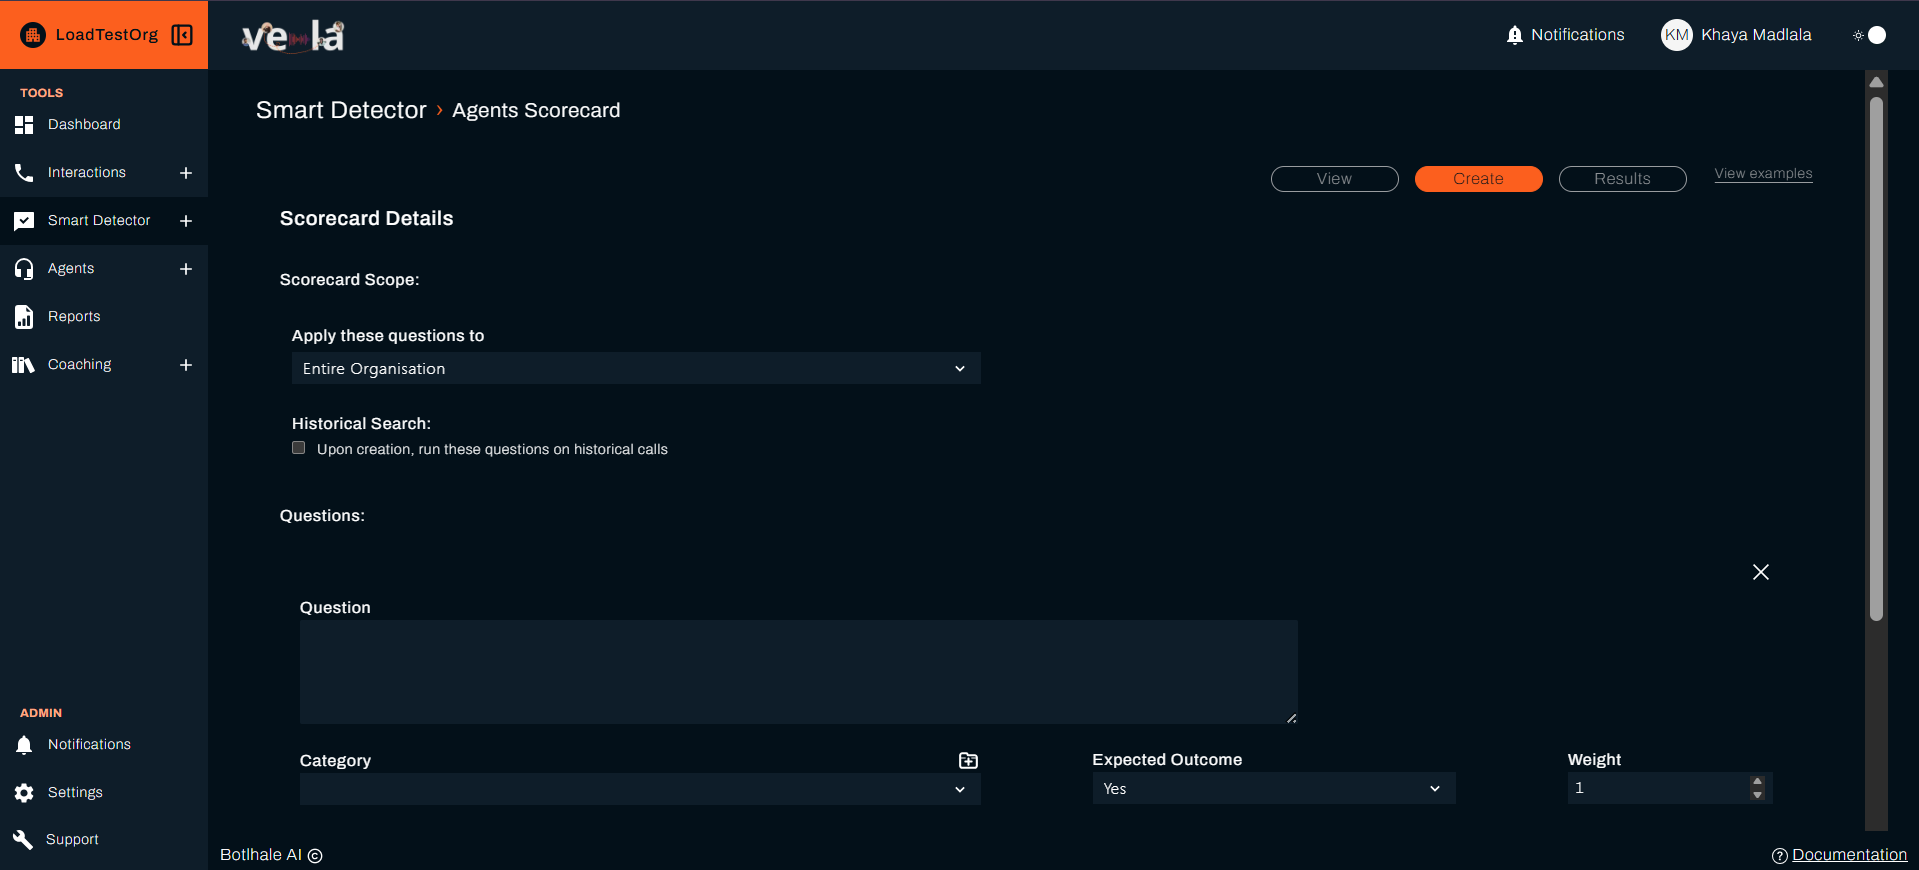 LoadTestOrg
vela
Notifications
KM
Khaya Madlala
TOOLS
Dashboard
Interactions
Smart Detector
Agents
Reports
Coaching
ADMIN
Notifications
Settings
Support
Smart Detector › Agents Scorecard
View
Create
Results
View examples
Scorecard Details
Scorecard Scope:
Apply these questions to
Entire Organisation
Historical Search:
Upon creation, run these questions on historical calls
Questions:
Question
Category
Expected Outcome
Yes
Weight
1
Botlhale AI ©
Documentation